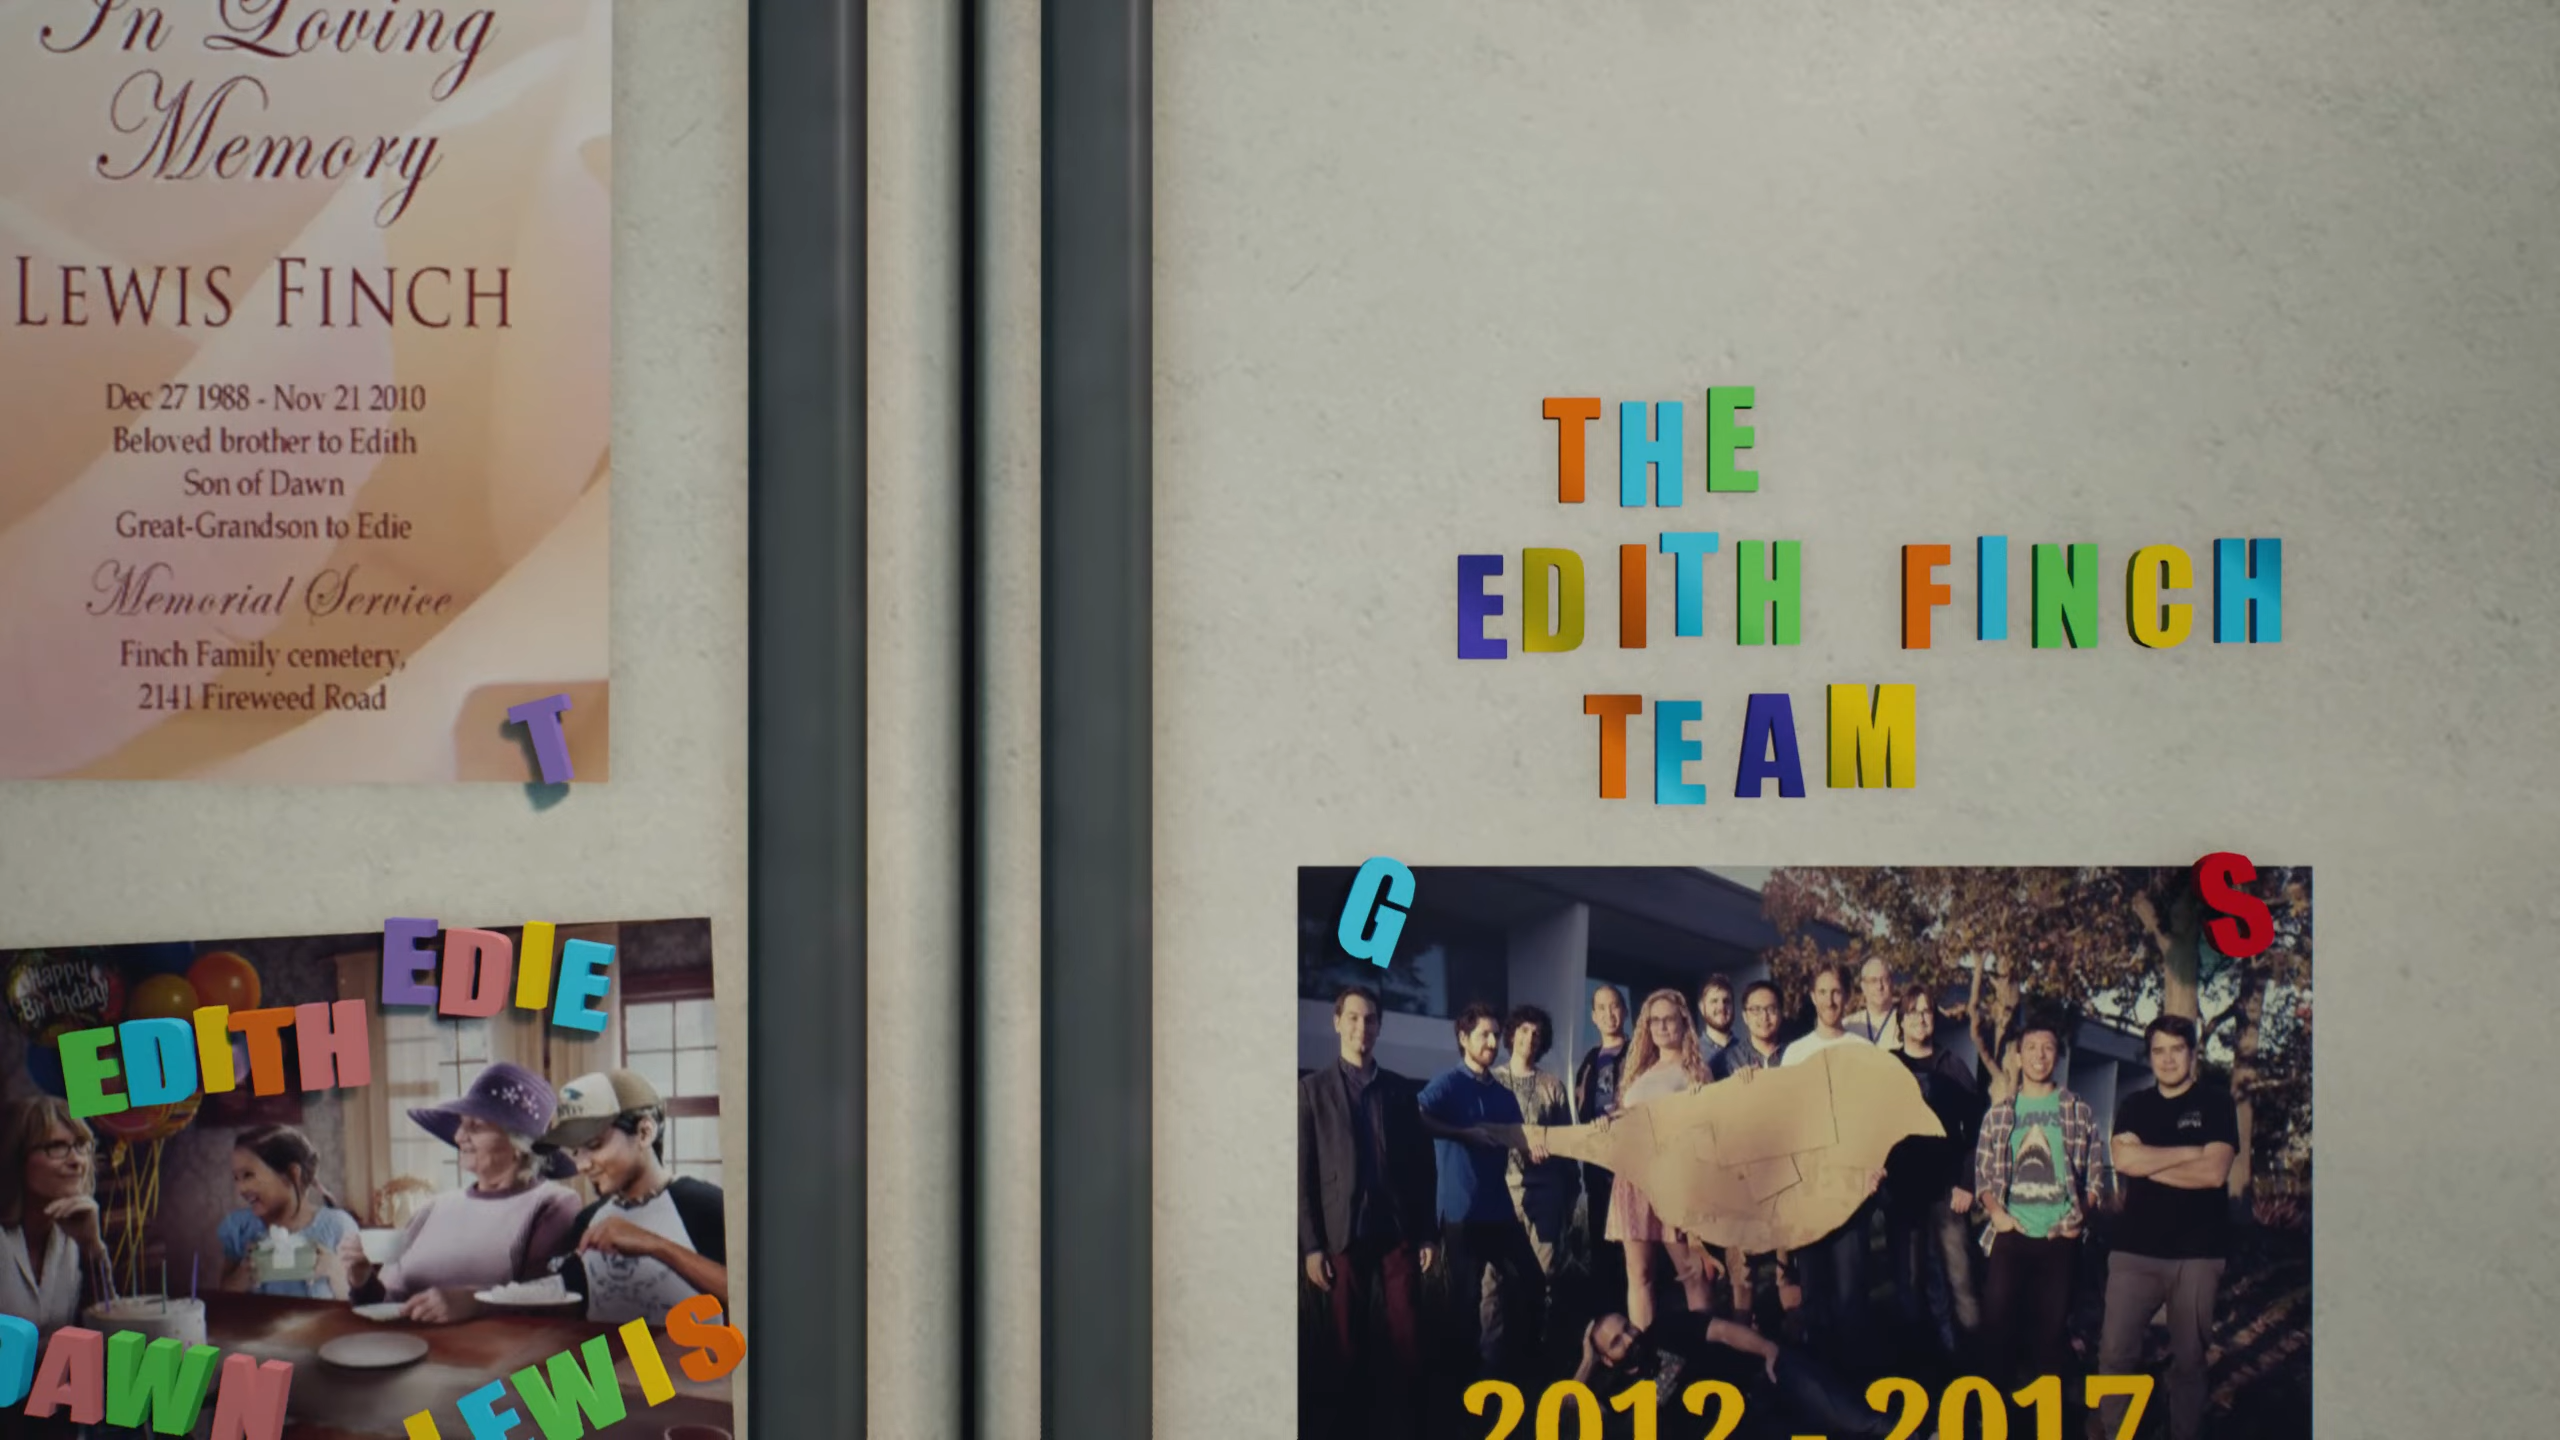 In Loving
Memory
LEWIS FINCH
Dec 27 1988 - Nov 21 2010
Beloved brother to Edith
Son of Dawn
Great-Grandson to Edie
Memorial Service
Finch Family cemetery,
2141 Fireweed Road
T
Happy
Birthday!
EDIE
EDITH
DAWN
LEWIS
THE
EDITH FINCH
TEAM
G
S
JAWS
2012 - 2017